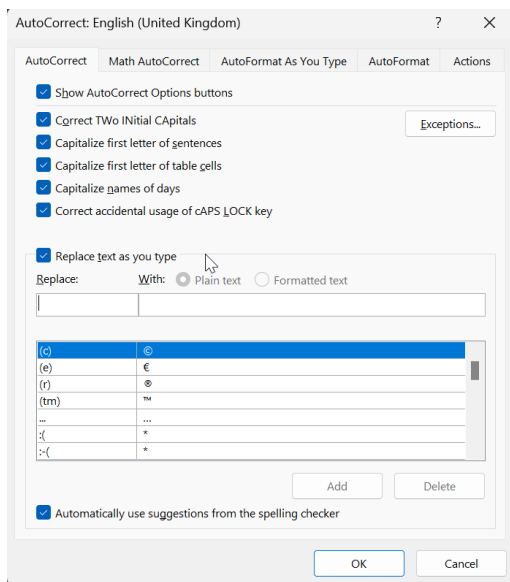 AutoCorrect: English (United Kingdom) ? ✕
AutoCorrect Math AutoCorrect AutoFormat As You Type AutoFormat Actions
Show AutoCorrect Options buttons
Correct TWo INitial CApitals
Exceptions...
Capitalize first letter of sentences
Capitalize first letter of table cells
Capitalize names of days
Correct accidental usage of cAPS LOCK key
Replace text as you type
Replace: With: Plain text Formatted text
(c) ©
(e) €
(r) ®
(tm) ™
... …
:( *
:-( *
Add Delete
Automatically use suggestions from the spelling checker
OK Cancel